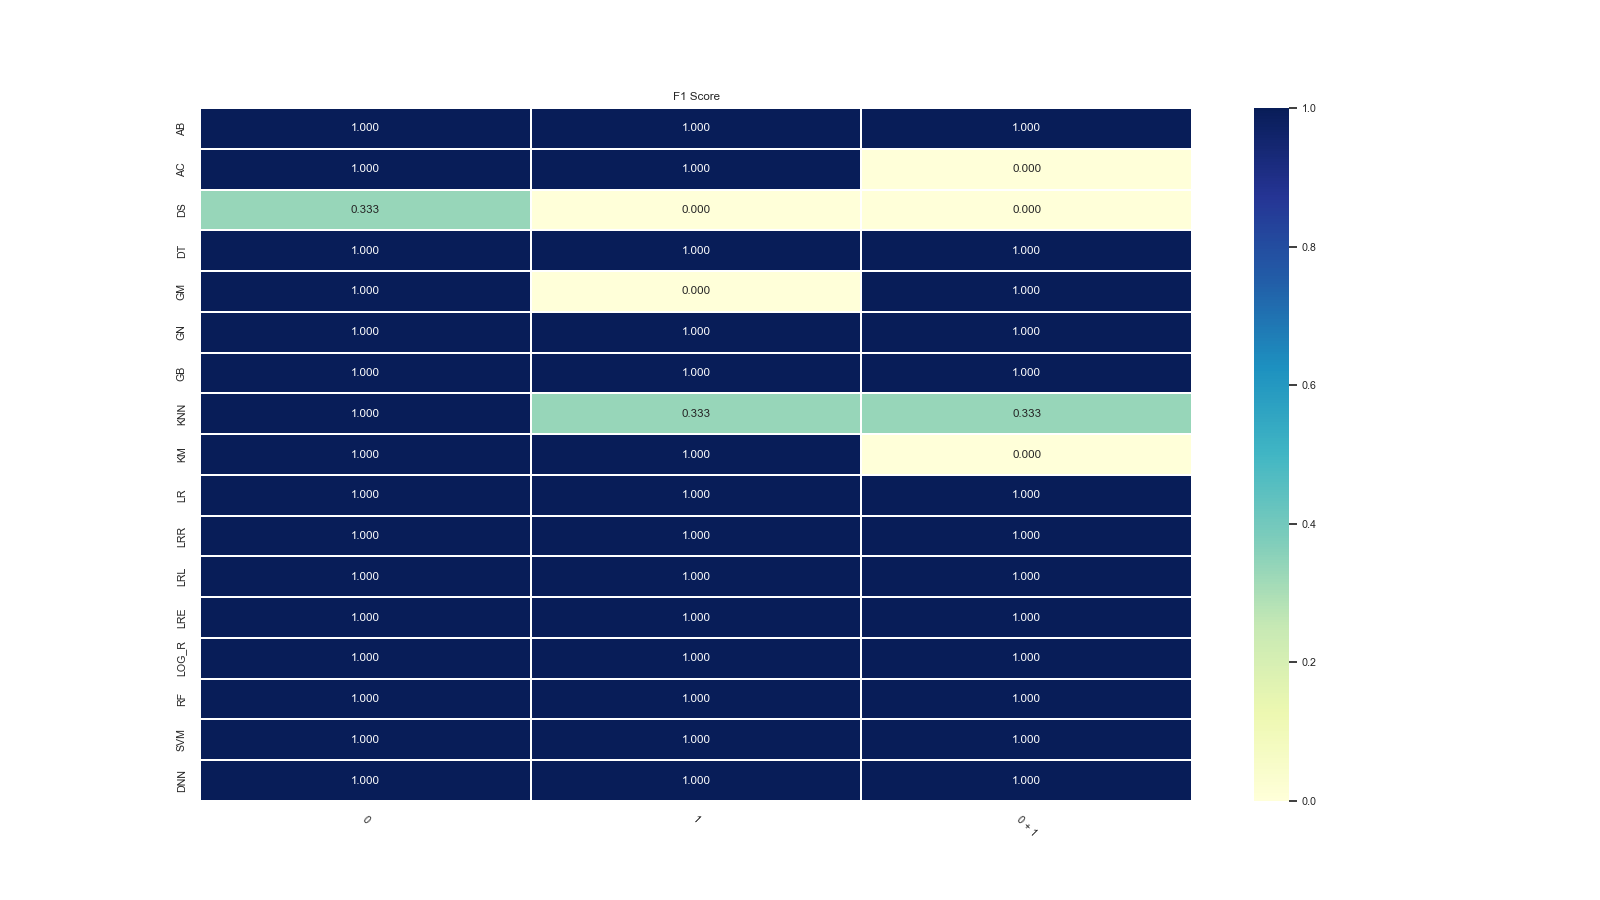 F1 Score
AB 1.000 1.000 1.000
AC 1.000 1.000 0.000
DS 0.333 0.000 0.000
DT 1.000 1.000 1.000
GM 1.000 0.000 1.000
GN 1.000 1.000 1.000
GB 1.000 1.000 1.000
KNN 1.000 0.333 0.333
KM 1.000 1.000 0.000
LR 1.000 1.000 1.000
LRR 1.000 1.000 1.000
LRL 1.000 1.000 1.000
LRE 1.000 1.000 1.000
LOG_R 1.000 1.000 1.000
RF 1.000 1.000 1.000
SVM 1.000 1.000 1.000
DNN 1.000 1.000 1.000
0 1 0 + 1
1.0
0.8
0.6
0.4
0.2
0.0